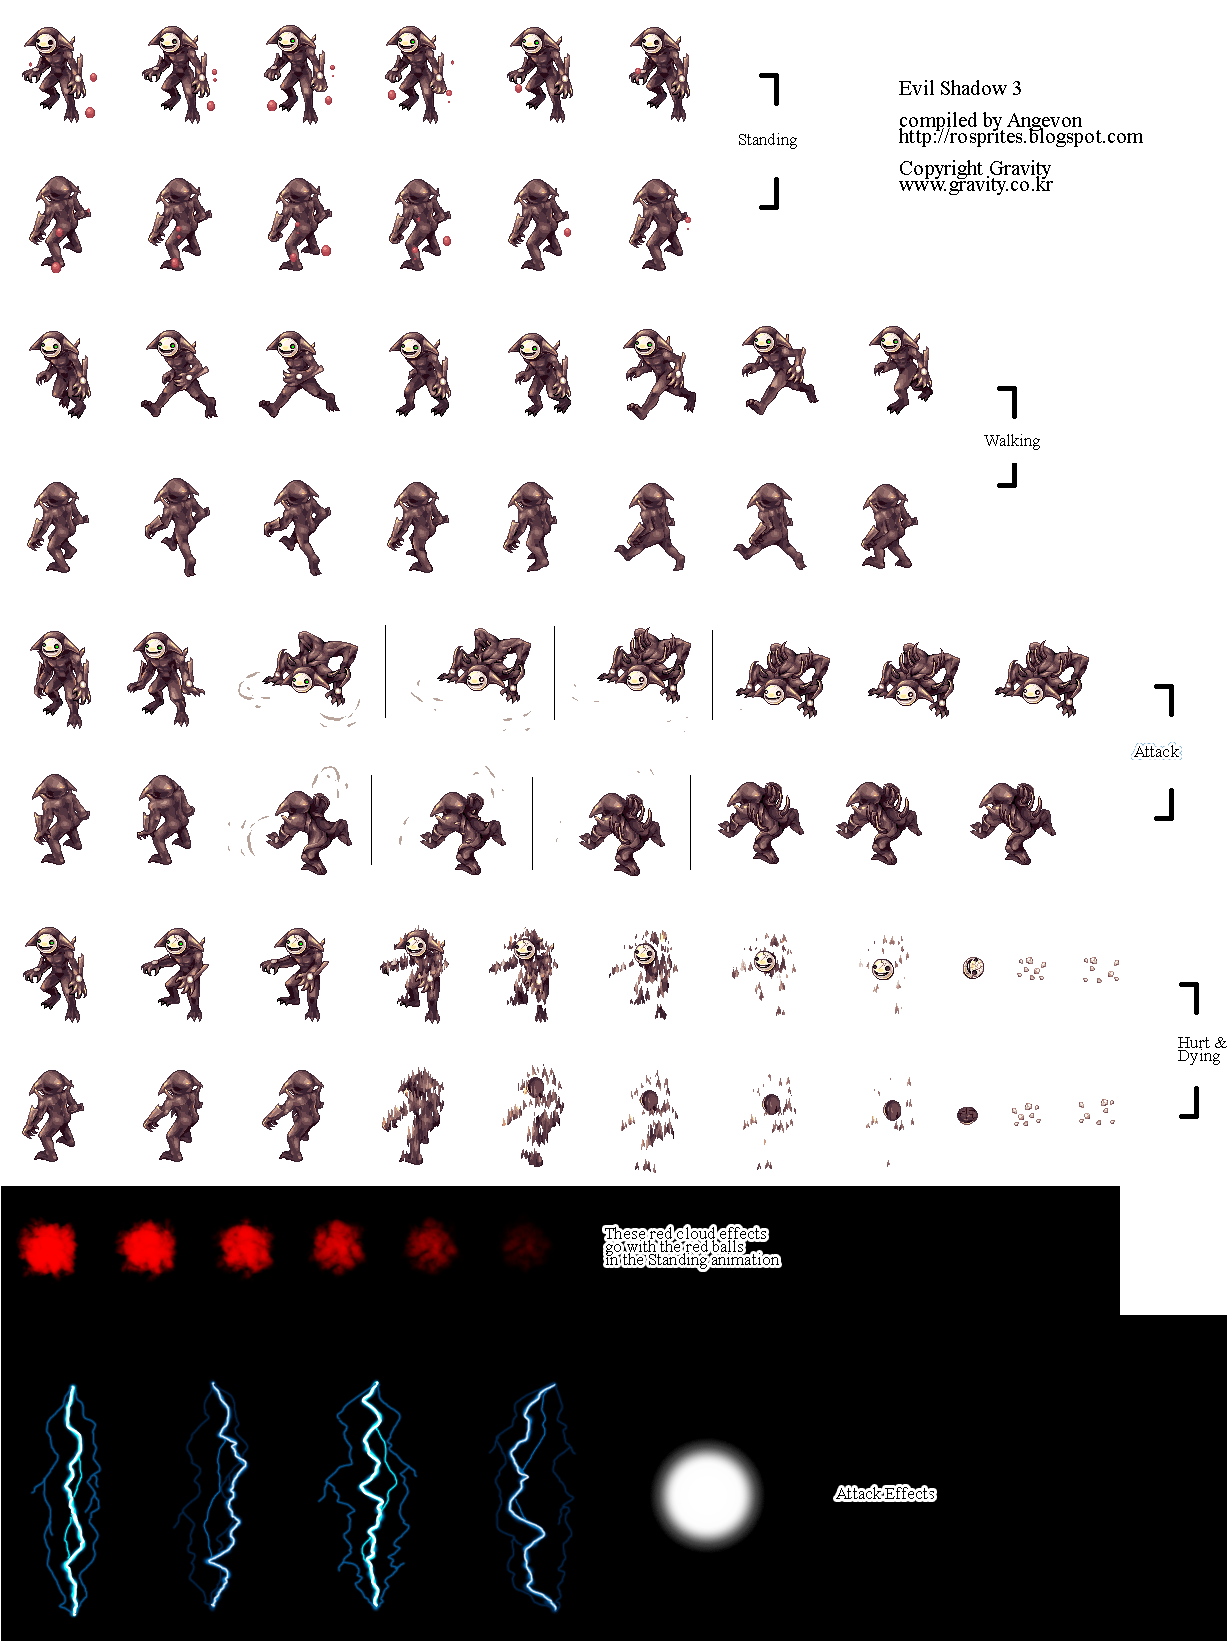 Evil Shadow 3
compiled by Angevon
http://rosprites.blogspot.com
Copyright Gravity
www.gravity.co.kr
Standing
Walking
Attack
Hurt &
Dying
These red cloud effects
go with the red balls
in the Standing animation
Attack Effects